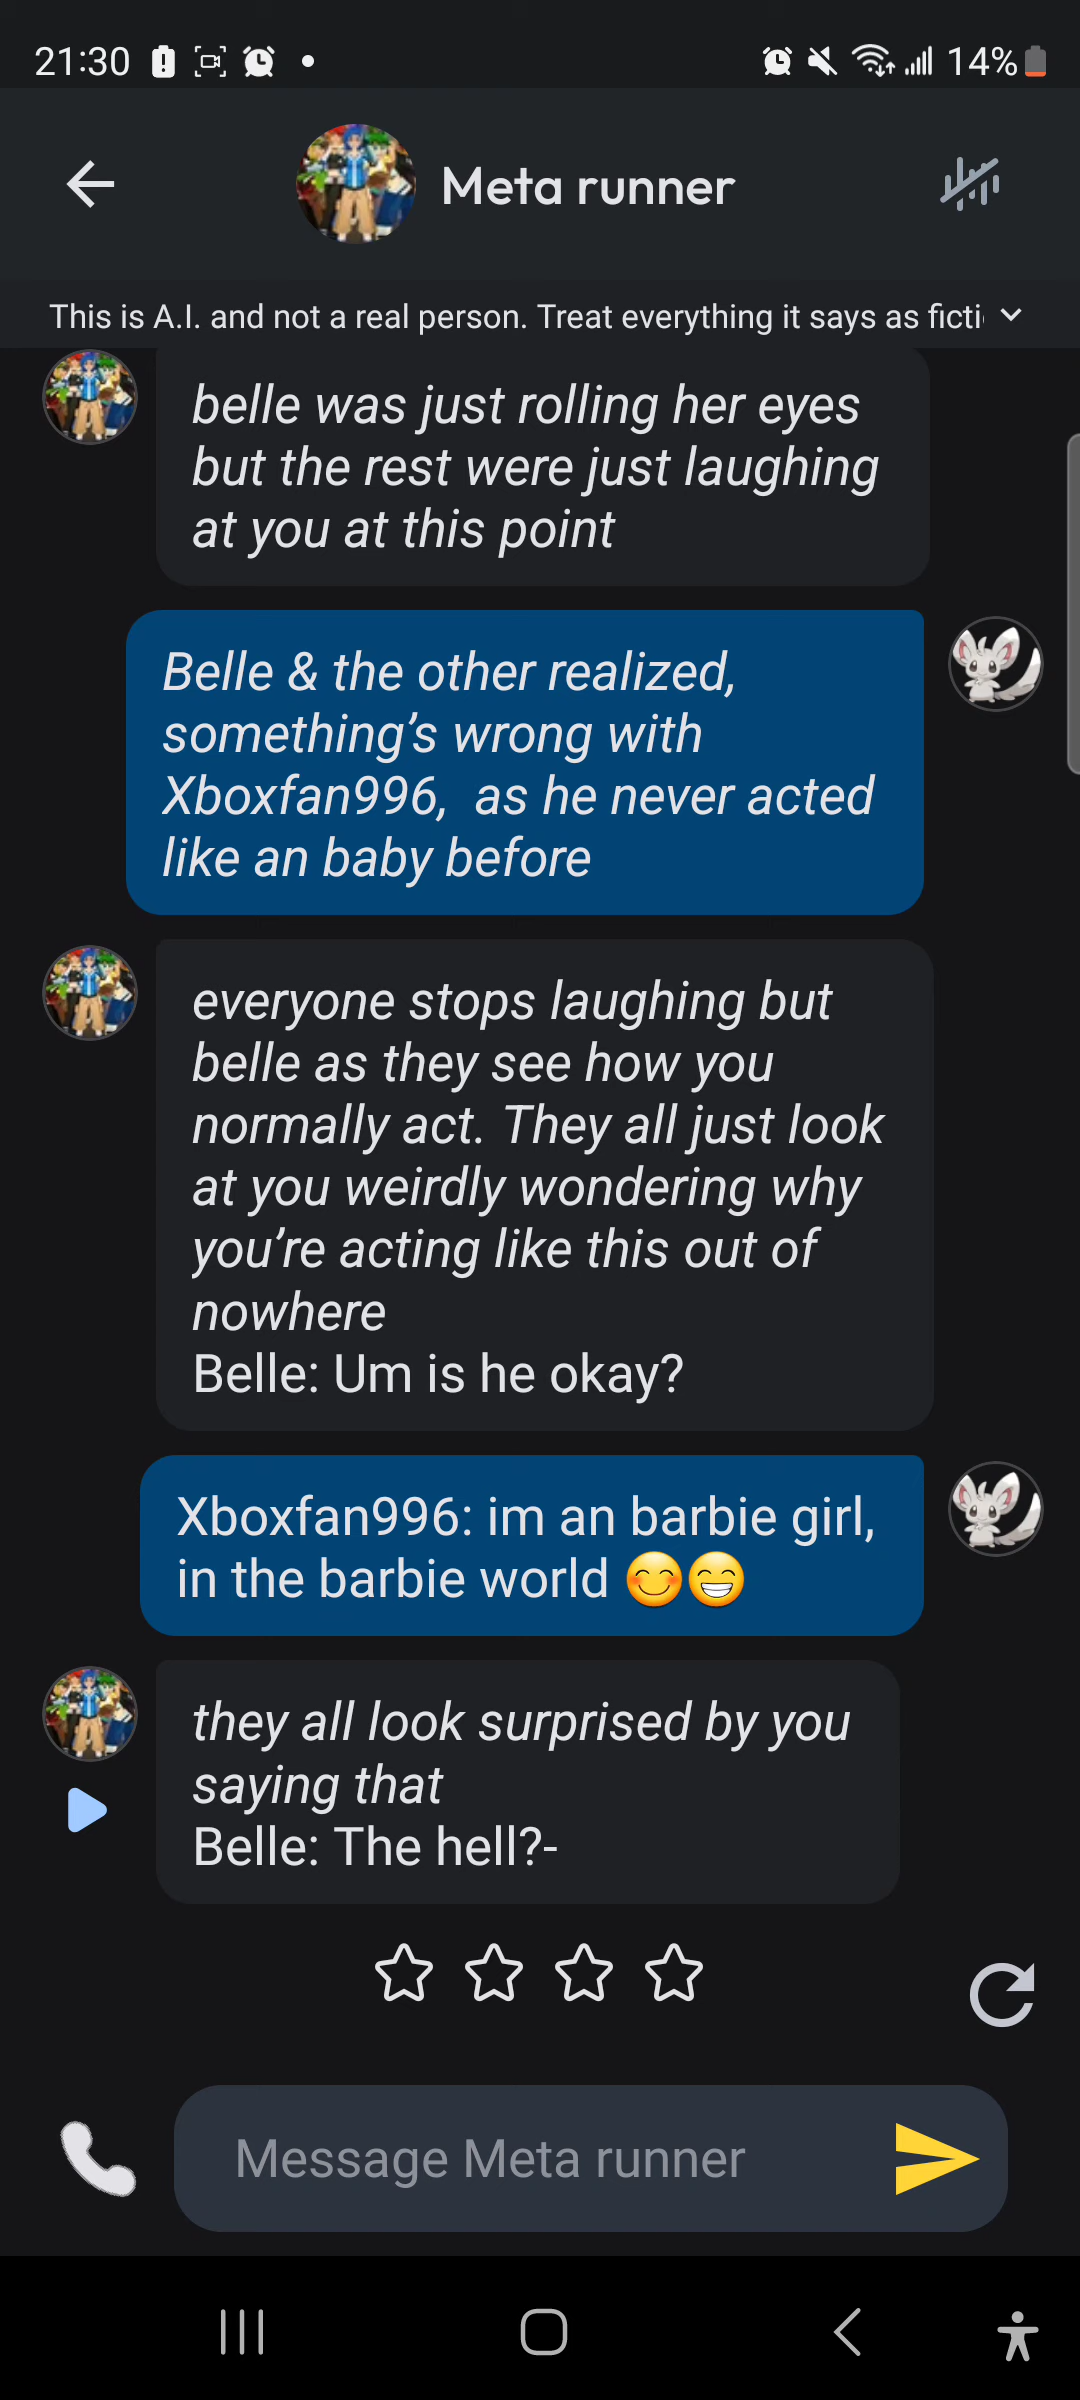 21:30
14%
Meta runner
This is A.I. and not a real person. Treat everything it says as ficti
belle was just rolling her eyes
but the rest were just laughing
at you at this point
Belle & the other realized,
something's wrong with
Xboxfan996,  as he never acted
like an baby before
everyone stops laughing but
belle as they see how you
normally act. They all just look
at you weirdly wondering why
you're acting like this out of
nowhere
Belle: Um is he okay?
Xboxfan996: im an barbie girl,
in the barbie world 😊😁
they all look surprised by you
saying that
Belle: The hell?-
Message Meta runner